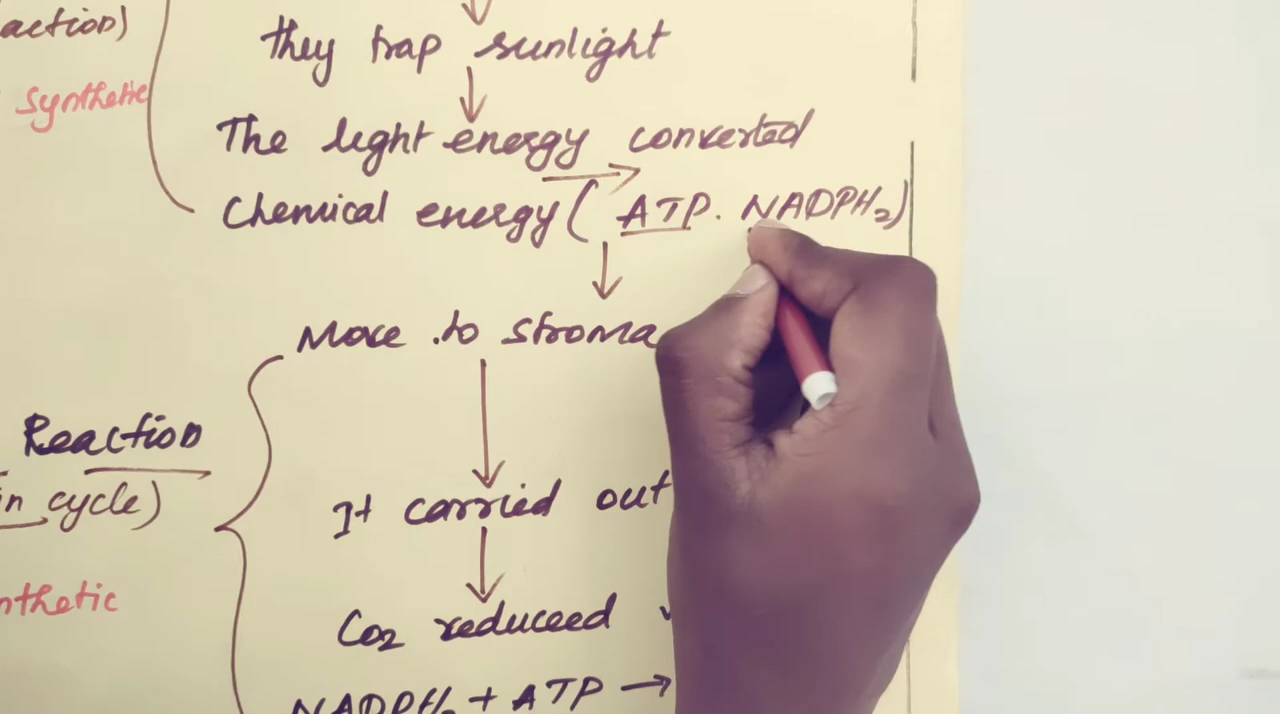 action)
they trap sunlight
synthetic
The light energy converted
Chemical energy ( ATP. NADPH2)
Move to stroma
Reaction
in cycle)
It carried out
nthetic
Co2 reduceed
NADPH2 + ATP →